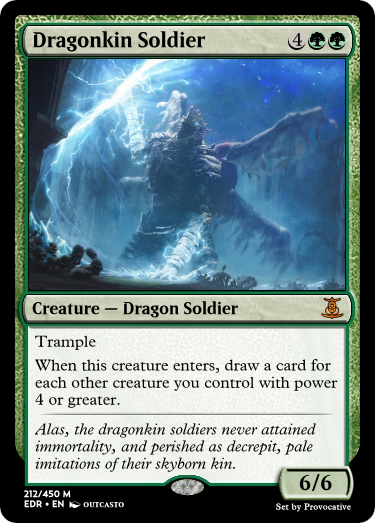 Dragonkin Soldier 4
Creature — Dragon Soldier
Trample
When this creature enters, draw a card for
each other creature you control with power
4 or greater.
Alas, the dragonkin soldiers never attained
immortality, and perished as decrepit, pale
imitations of their skyborn kin.
6/6
212/450 M
EDR • EN OUTCASTO
Set by Provocative